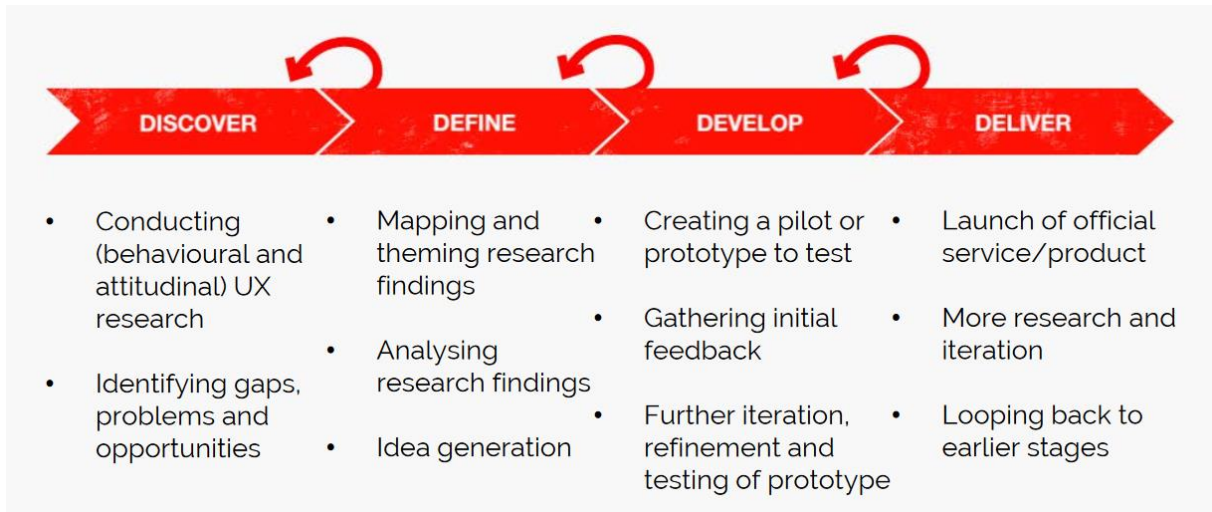 DISCOVER
DEFINE
DEVELOP
DELIVER
• Conducting
(behavioural and
attitudinal) UX
research
• Identifying gaps,
problems and
opportunities
• Mapping and
theming research
findings
• Analysing
research findings
• Idea generation
• Creating a pilot or
prototype to test
• Gathering initial
feedback
• Further iteration,
refinement and
testing of prototype
• Launch of official
service/product
• More research and
iteration
• Looping back to
earlier stages